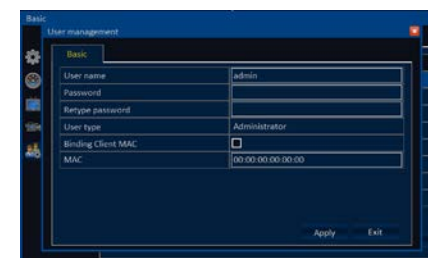 Basic
User management
Basic
User name admin
Password
Retype password
User type Administrator
Binding Client MAC
MAC 00:00:00:00:00:00
Apply Exit